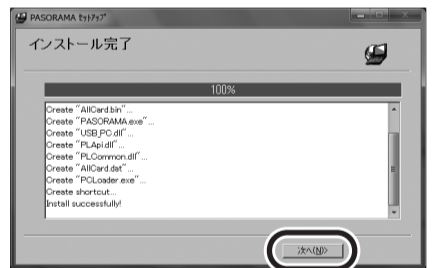 PASORAMA ｾｯﾄｱｯﾌﾟ
インストール完了
100%
Create "AllCard.bin"...
Create "PASORAMA.exe"...
Create "USB_PC.dll"...
Create "PLApi.dll"...
Create "PLCommon.dll"...
Create "AllCard.dat"...
Create "PCLoader.exe"...
Create shortcut...
Install successfully!
次へ(N)>